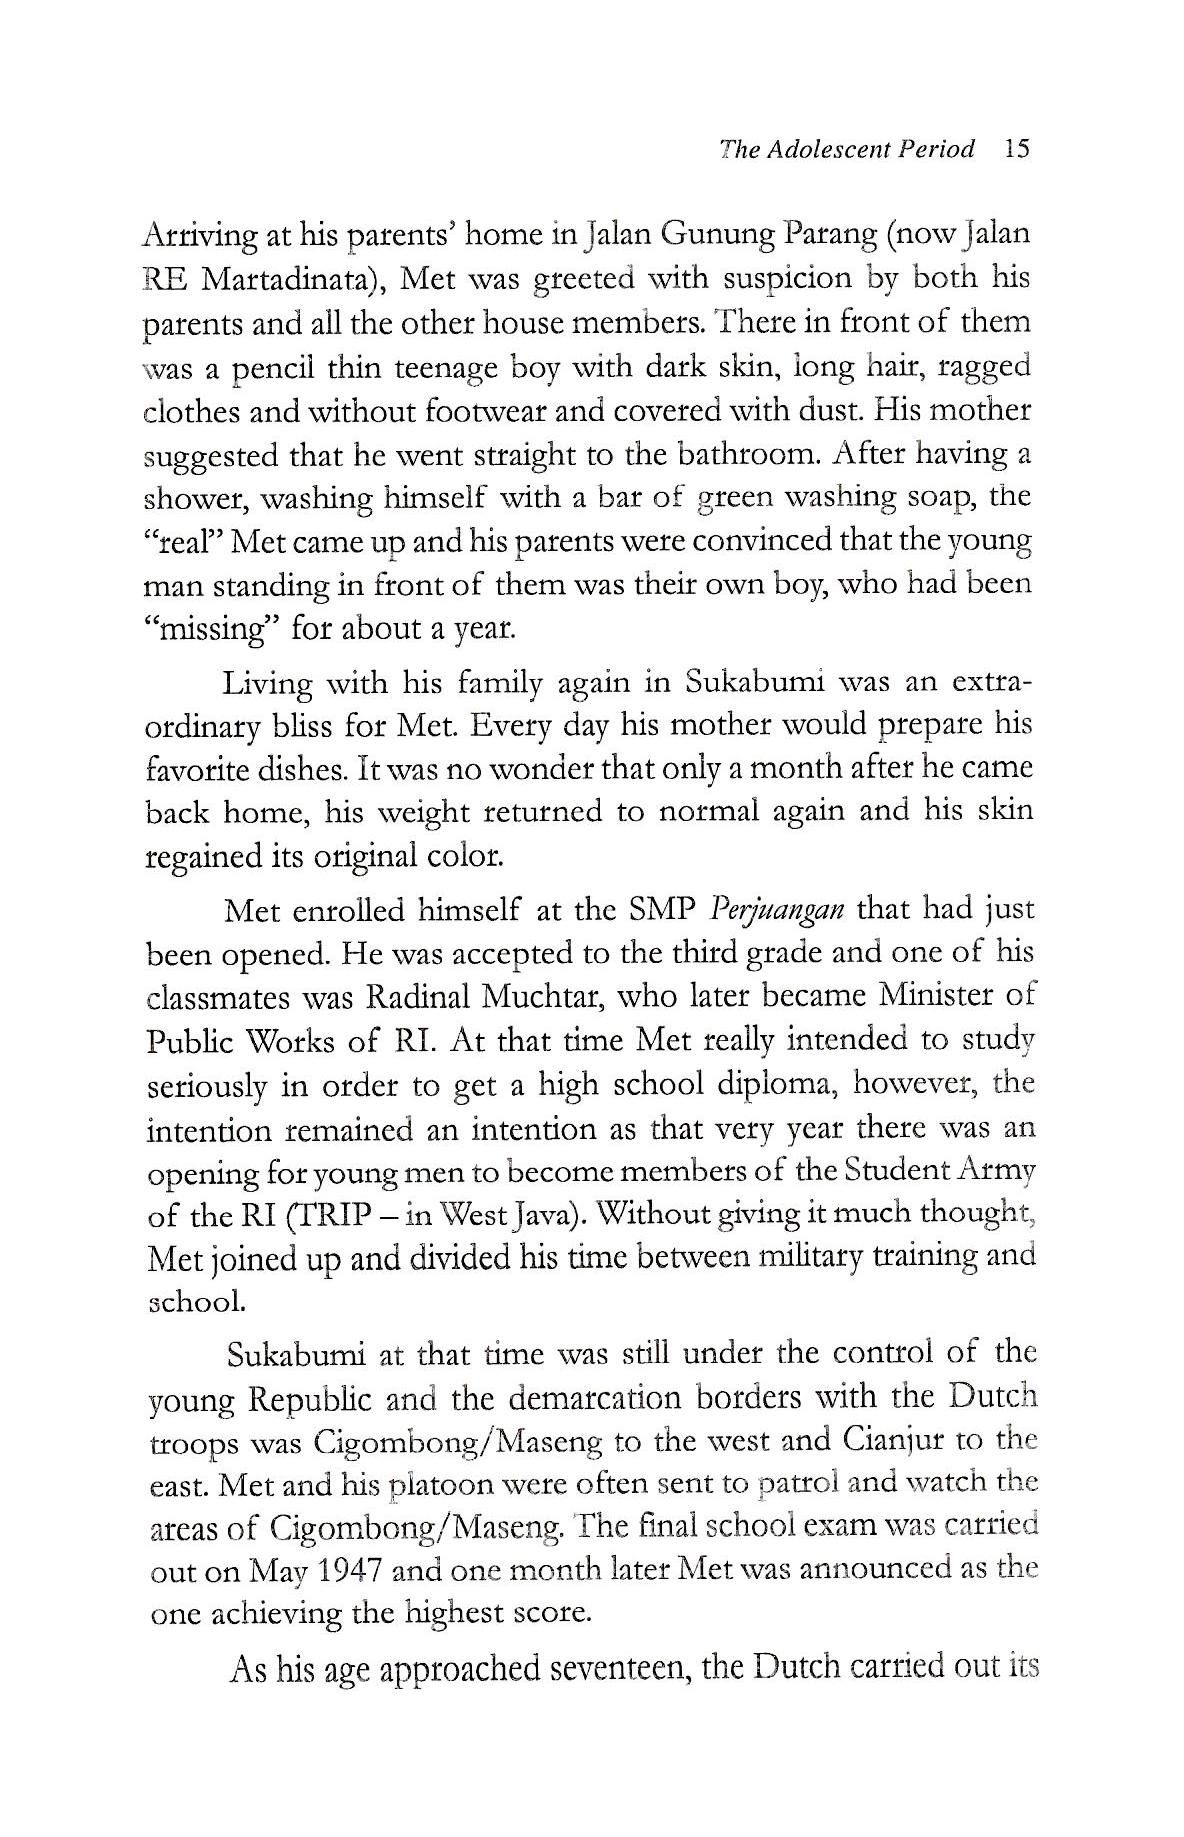 The Adolescent Period 15
Arriving at his parents’ home in Jalan Gunung Parang (now Jalan
RE Martadinata), Met was greeted with suspicion by both his
parents and all the other house members. There in front of them
was a pencil thin teenage boy with dark skin, long hair, ragged
clothes and without footwear and covered with dust. His mother
suggested that he went straight to the bathroom. After having a
shower, washing himself with a bar of green washing soap, the
“real” Met came up and his parents were convinced that the young
man standing in front of them was their own boy, who had been
“missing” for about a year.
Living with his family again in Sukabumi was an extra-
ordinary bliss for Met. Every day his mother would prepare his
favorite dishes. It was no wonder that only a month after he came
back home, his weight returned to normal again and his skin
regained its original color.
Met enrolled himself at the SMP Perjuangan that had just
been opened. He was accepted to the third grade and one of his
classmates was Radinal Muchtar, who later became Minister of
Public Works of RI. At that time Met really intended to study
seriously in order to get a high school diploma, however, the
intention remained an intention as that very year there was an
opening for young men to become members of the Student Army
of the RI (TRIP – in West Java). Without giving it much thought,
Met joined up and divided his time between military training and
school.
Sukabumi at that time was still under the control of the
young Republic and the demarcation borders with the Dutch
troops was Cigombong/Maseng to the west and Cianjur to the
east. Met and his platoon were often sent to patrol and watch the
areas of Cigombong/Maseng. The final school exam was carried
out on May 1947 and one month later Met was announced as the
one achieving the highest score.
As his age approached seventeen, the Dutch carried out its